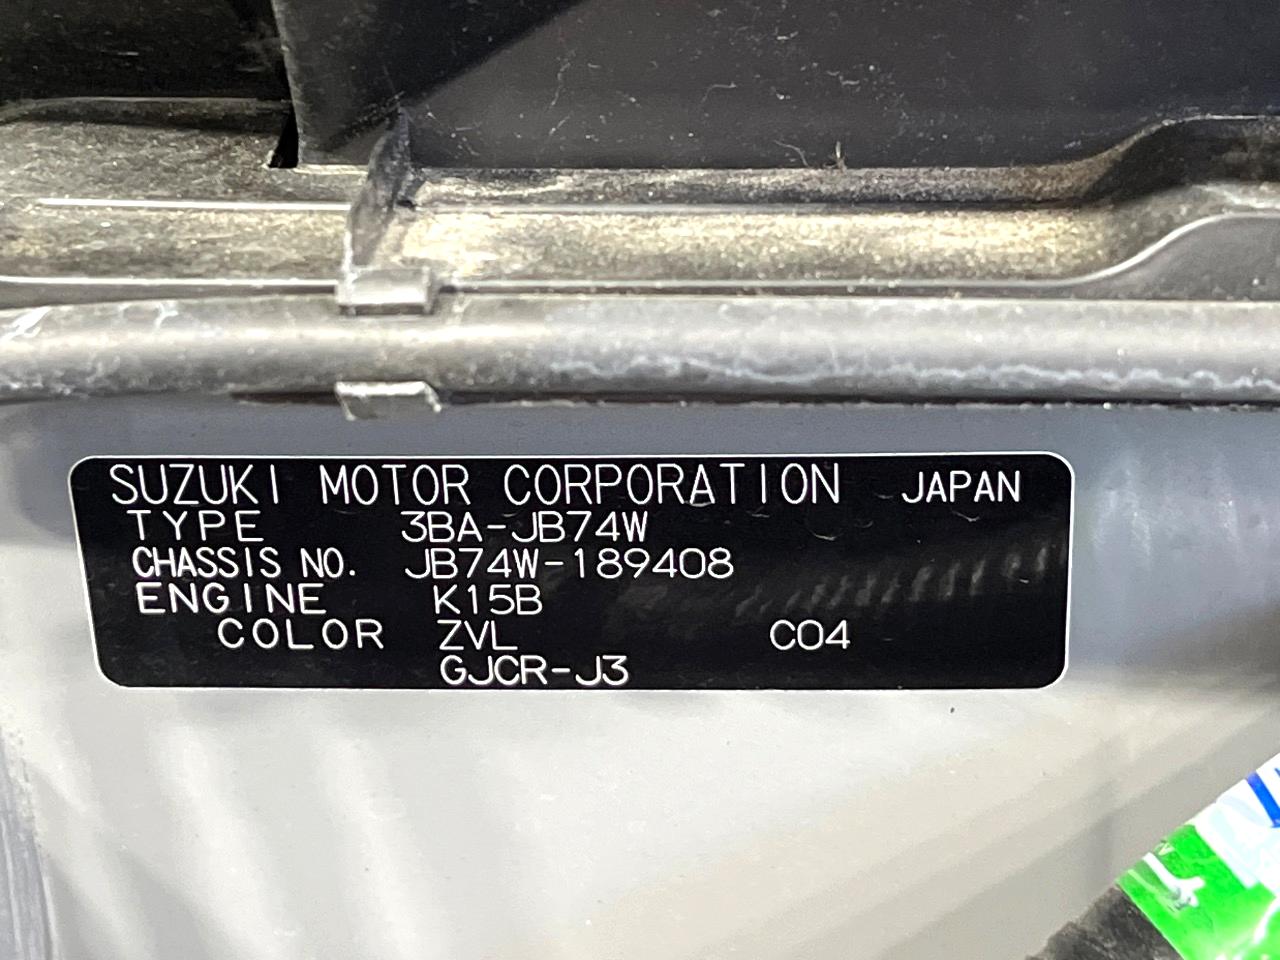 SUZUKI MOTOR CORPORATION JAPAN
TYPE 3BA-JB74W
CHASSIS NO. JB74W-189408
ENGINE K15B
COLOR ZVL C04
GJCR-J3